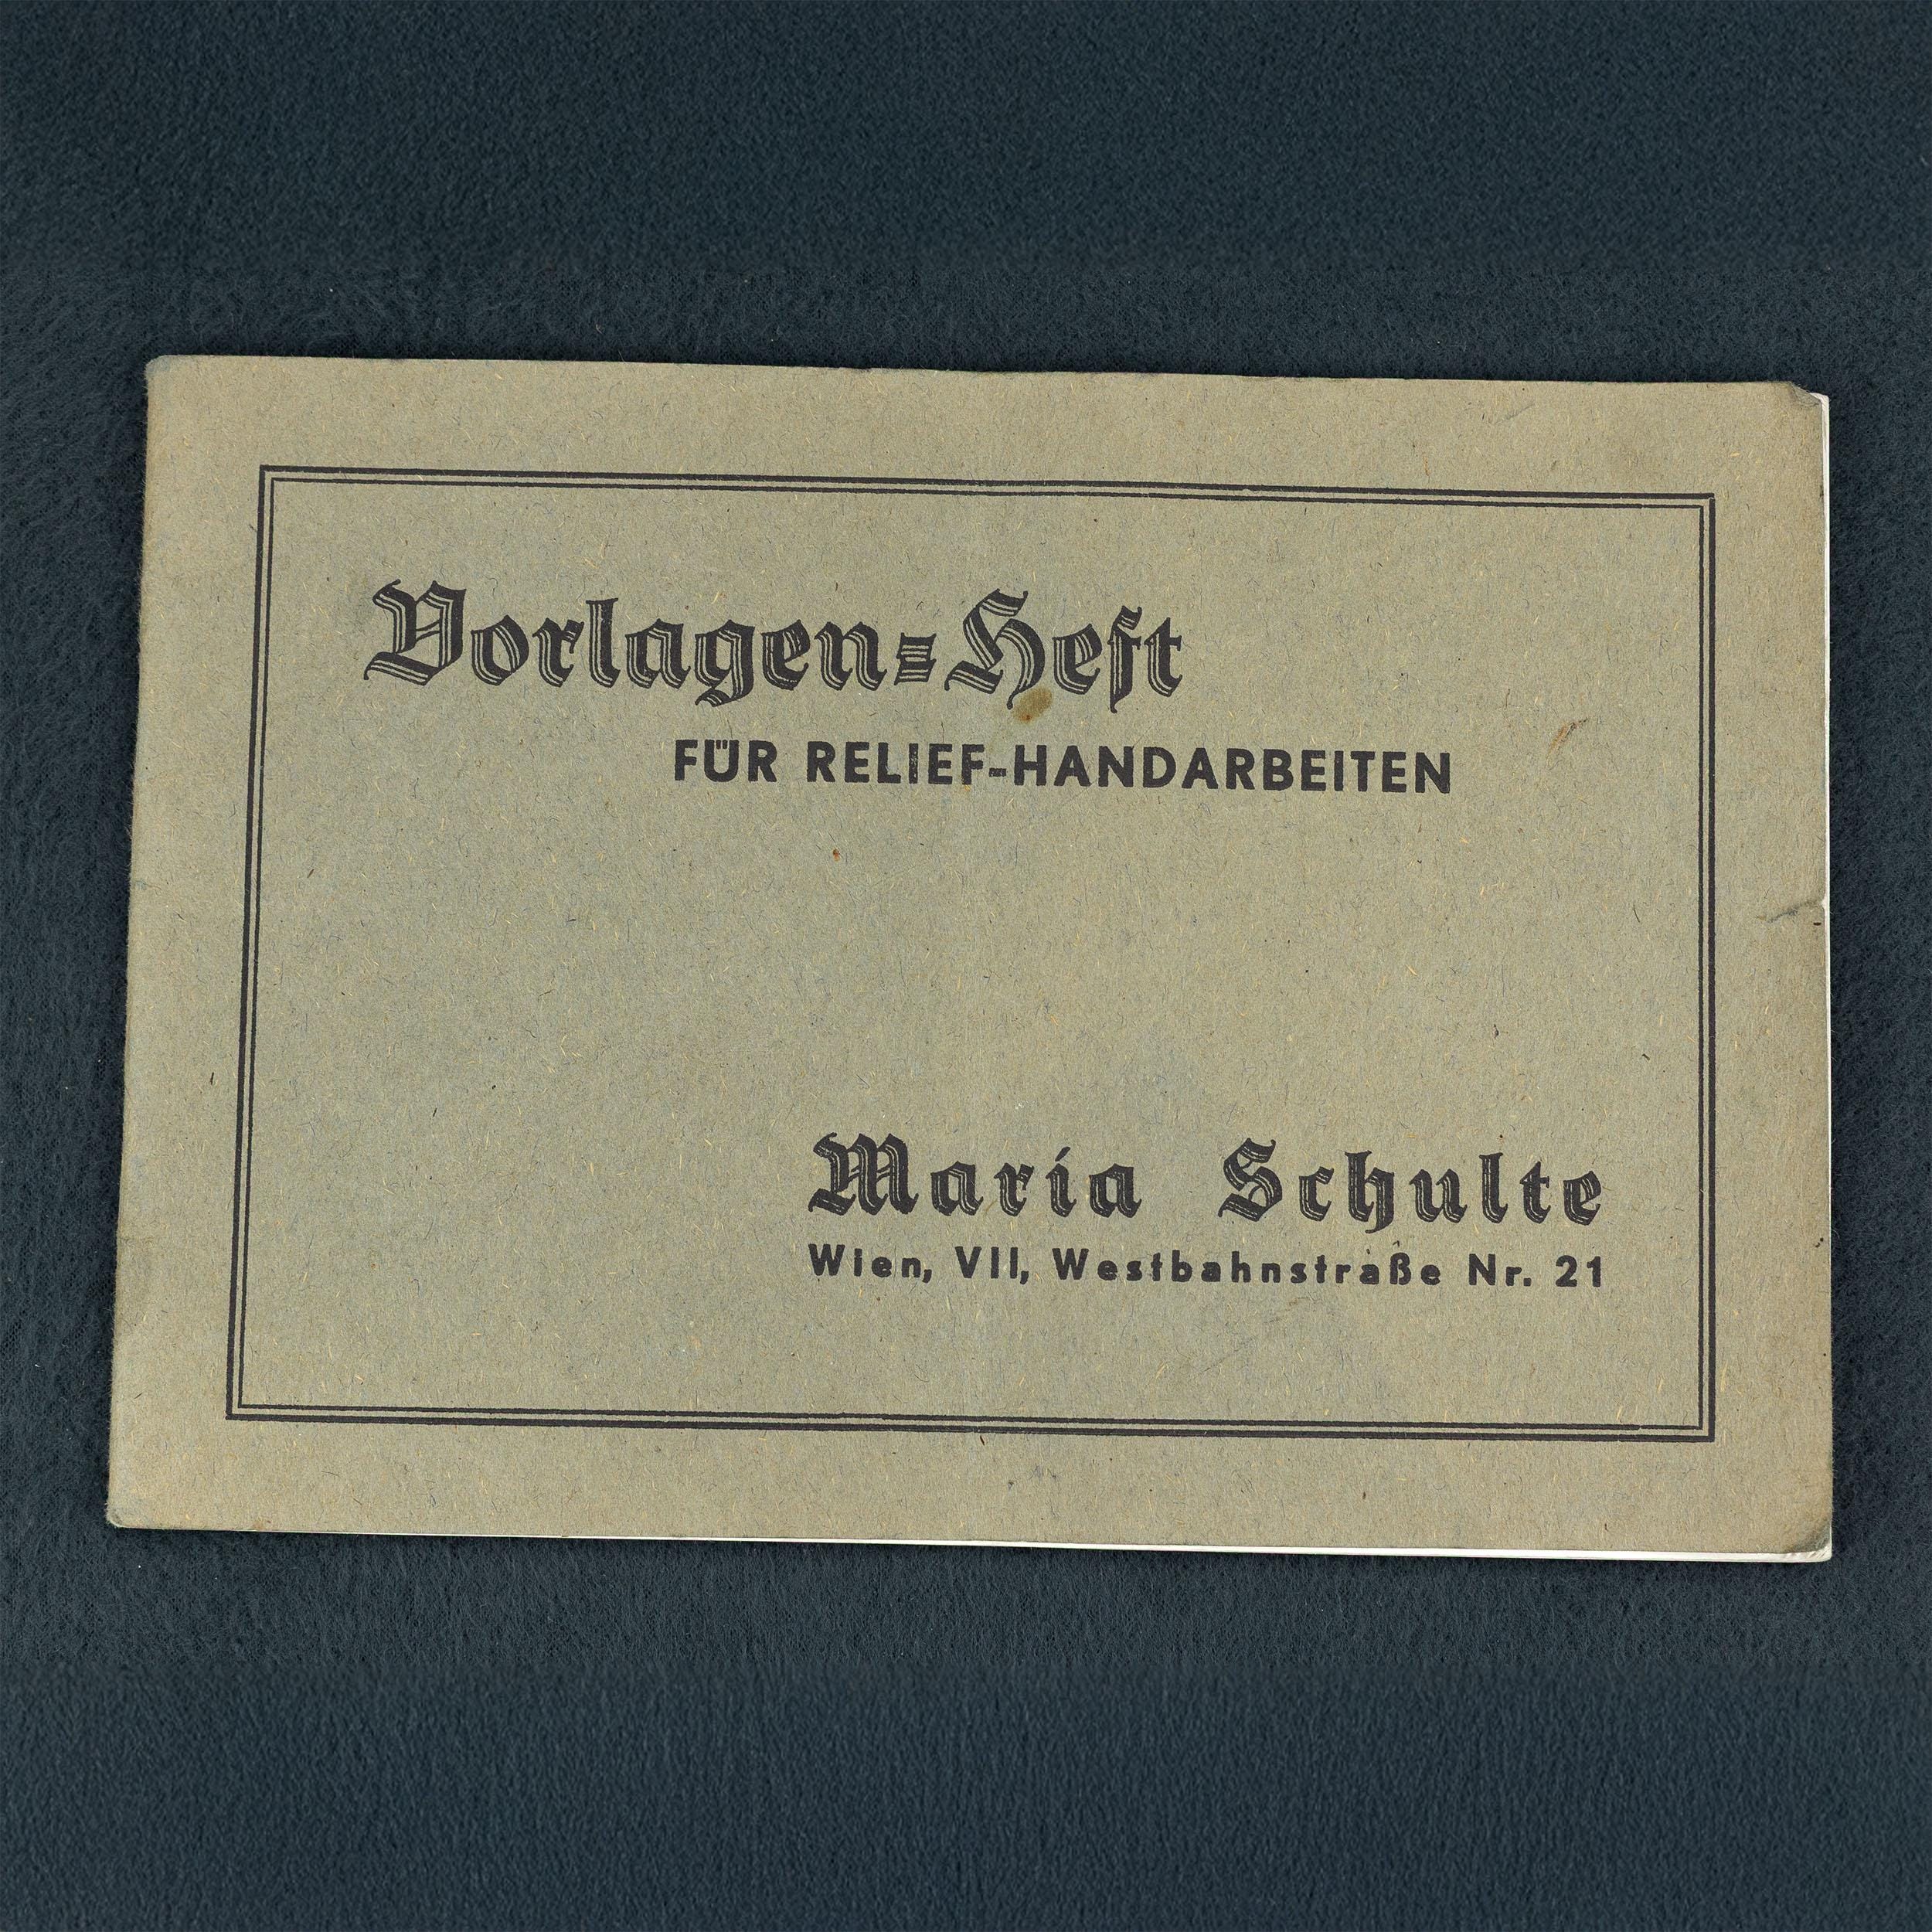 Vorlagen=Heft
FÜR RELIEF-HANDARBEITEN
Maria Schulte
Wien, VII, Westbahnstraße Nr. 21